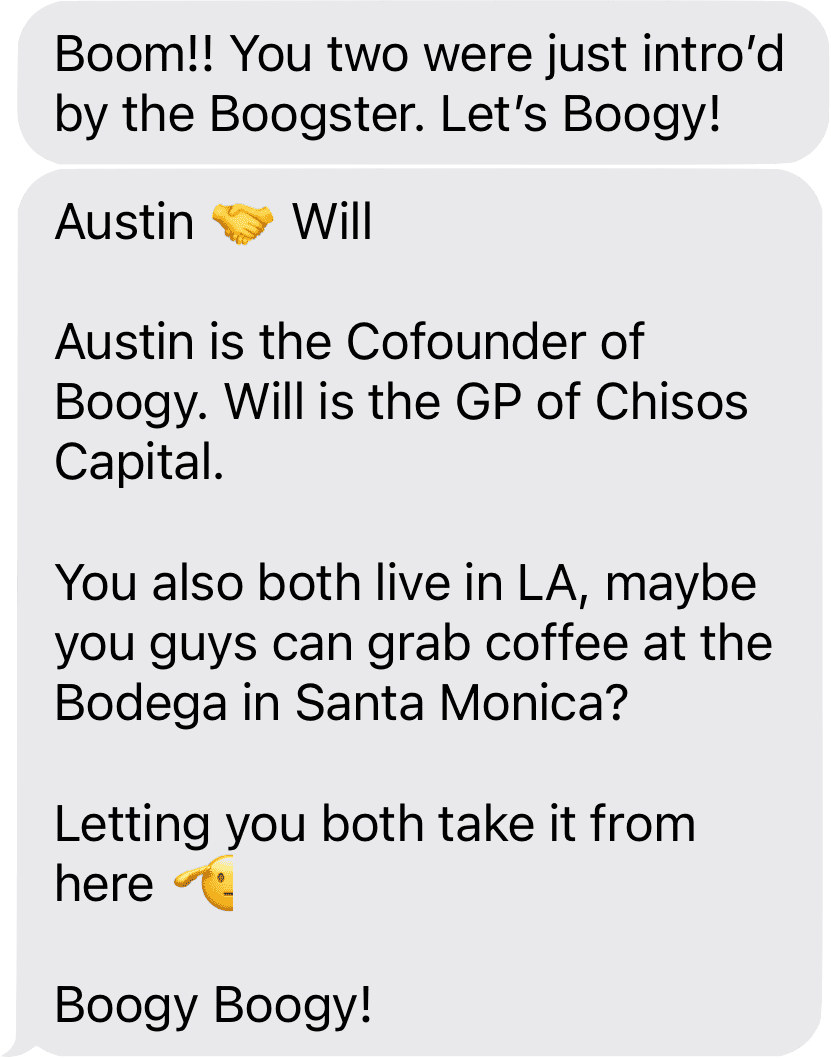 Boom!! You two were just intro’d
by the Boogster. Let’s Boogy!
Austin 🤝 Will
Austin is the Cofounder of
Boogy. Will is the GP of Chisos
Capital.
You also both live in LA, maybe
you guys can grab coffee at the
Bodega in Santa Monica?
Letting you both take it from
here 🫡
Boogy Boogy!